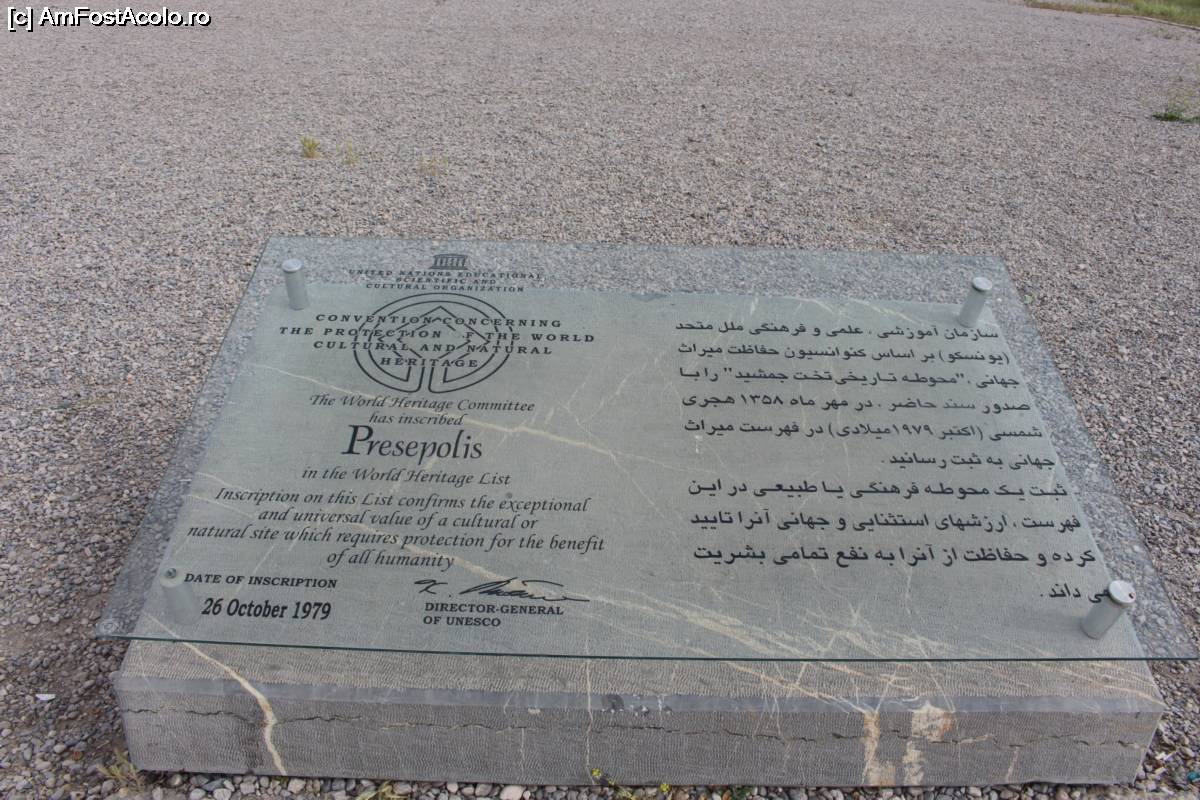 [c] AmFostAcolo.ro
UNITED NATIONS EDUCATIONAL
SCIENTIFIC AND
CULTURAL ORGANIZATION
CONVENTION CONCERNING
THE PROTECTION F THE WORLD
CULTURAL AND NATURAL
HERITAGE
The World Heritage Committee
has inscribed
Presepolis
in the World Heritage List
Inscription on this List confirms the exceptional
and universal value of a cultural or
natural site which requires protection for the benefit
of all humanity
DATE OF INSCRIPTION
26 October 1979
DIRECTOR-GENERAL
OF UNESCO
سازمان آموزشی ، علمی و فرهنگی ملل متحد
(یونسکو) بر اساس کنوانسیون حفاظت میراث
جهانی ، "محوطه تاریخی تخت جمشید" را با
صدور سند حاضر ، در مهر ماه ۱۳۵۸ هجری
شمسی (اکتبر ۱۹۷۹میلادی) در فهرست میراث
جهانی به ثبت رسانید .
ثبت یک محوطه فرهنگی یا طبیعی در این
فهرست ، ارزشهای استثنایی و جهانی آنرا تایید
کرده و حفاظت از آنرا به نفع تمامی بشریت
می داند .